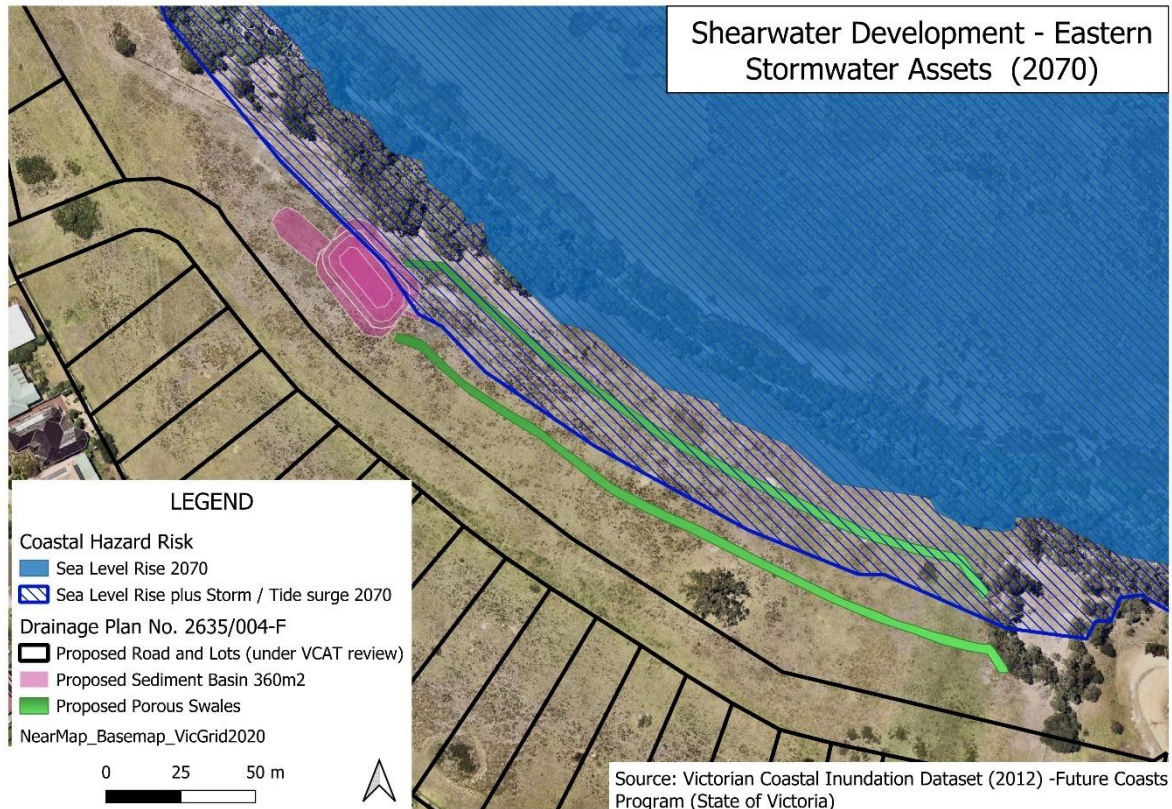 Shearwater Development - Eastern
Stormwater Assets (2070)
LEGEND
Coastal Hazard Risk
Sea Level Rise 2070
Sea Level Rise plus Storm / Tide surge 2070
Drainage Plan No. 2635/004-F
Proposed Road and Lots (under VCAT review)
Proposed Sediment Basin 360m2
Proposed Porous Swales
NearMap_Basemap_VicGrid2020
0 25 50 m
Source: Victorian Coastal Inundation Dataset (2012) -Future Coasts
Program (State of Victoria)